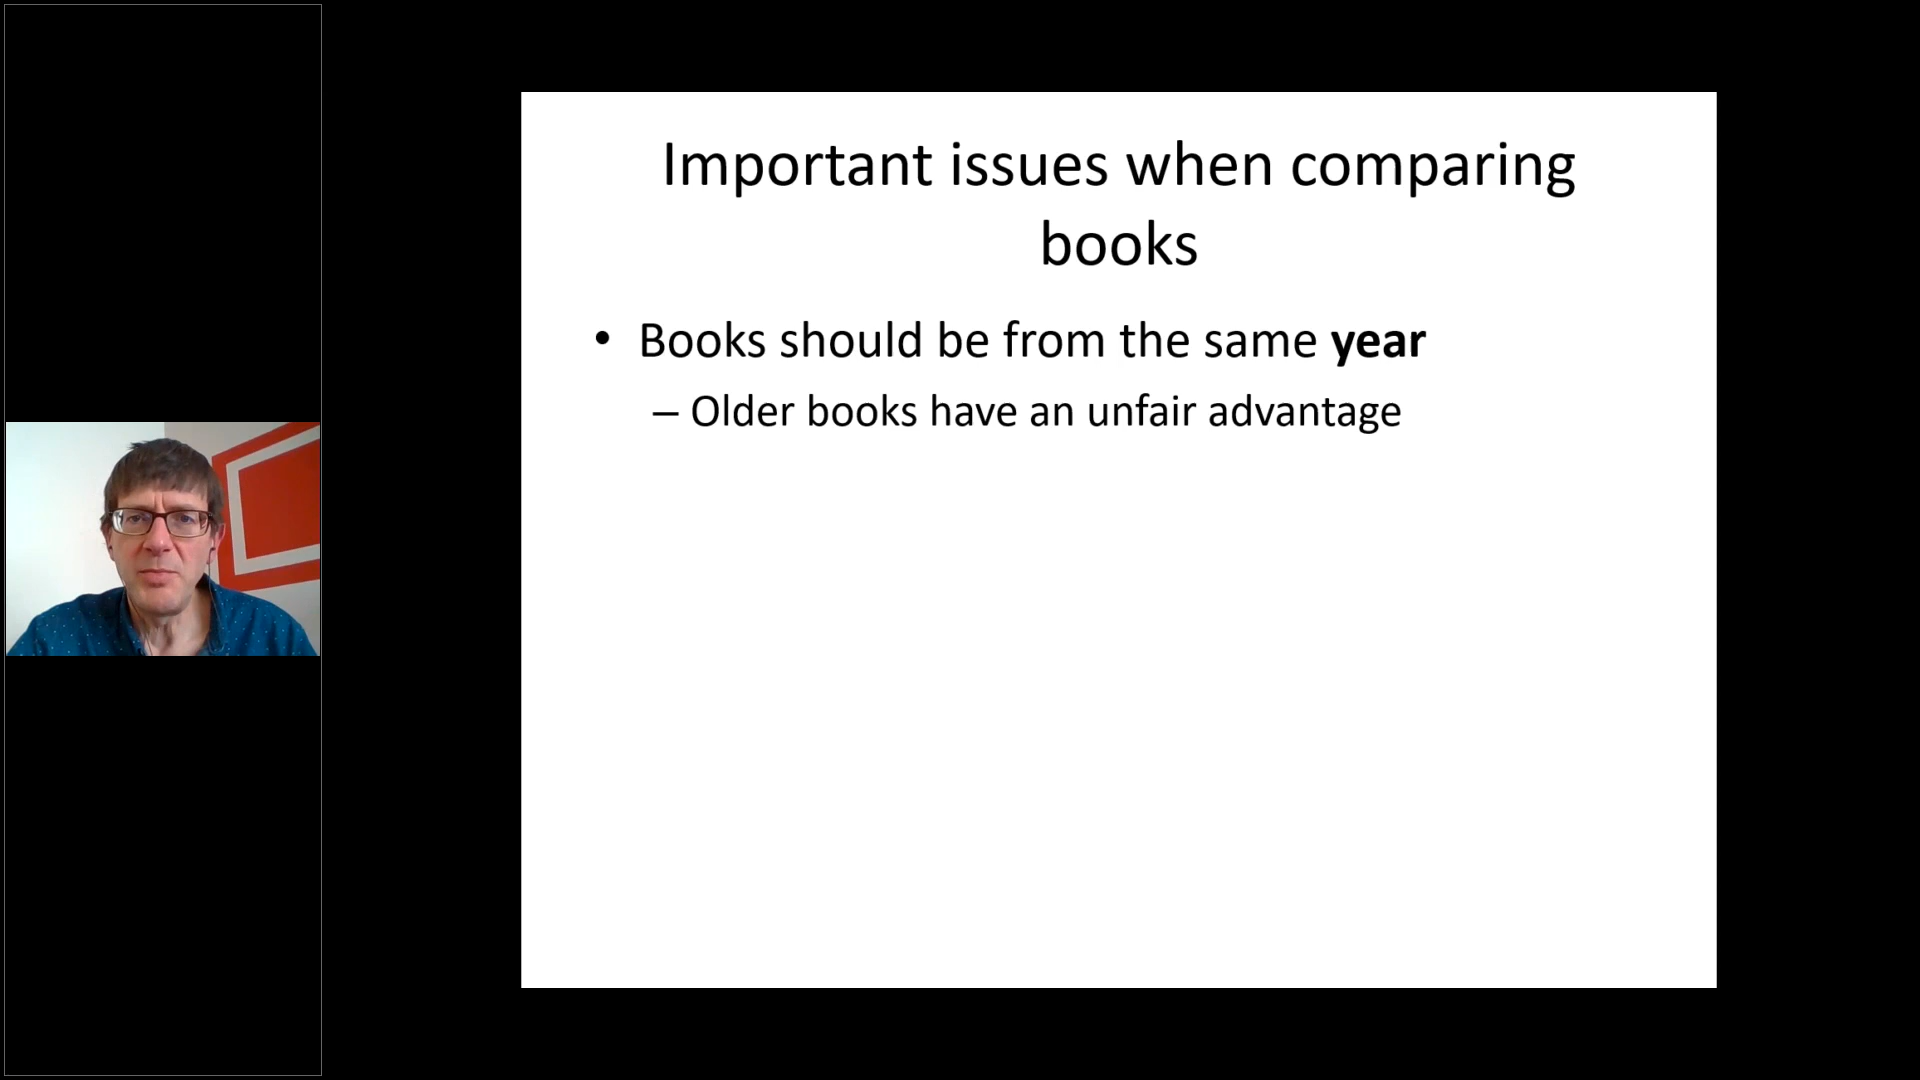 Important issues when comparing
books
• Books should be from the same year
– Older books have an unfair advantage